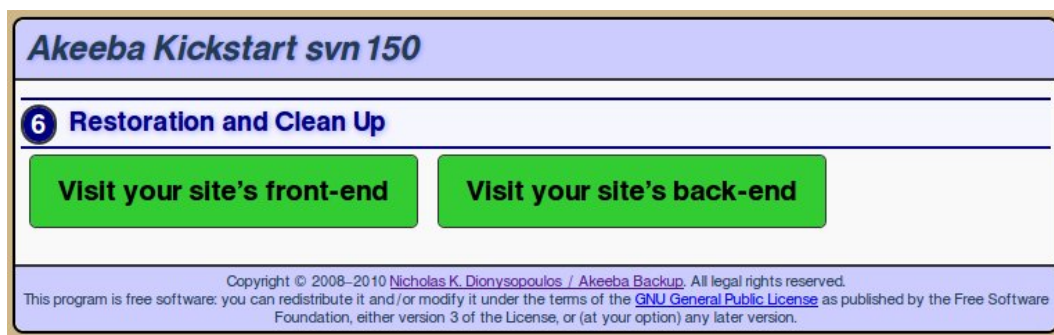 Akeeba Kickstart svn 150
6 Restoration and Clean Up
Visit your site's front-end Visit your site's back-end
Copyright © 2008–2010 Nicholas K. Dionysopoulos / Akeeba Backup. All legal rights reserved.
This program is free software: you can redistribute it and/or modify it under the terms of the GNU General Public License as published by the Free Software
Foundation, either version 3 of the License, or (at your option) any later version.